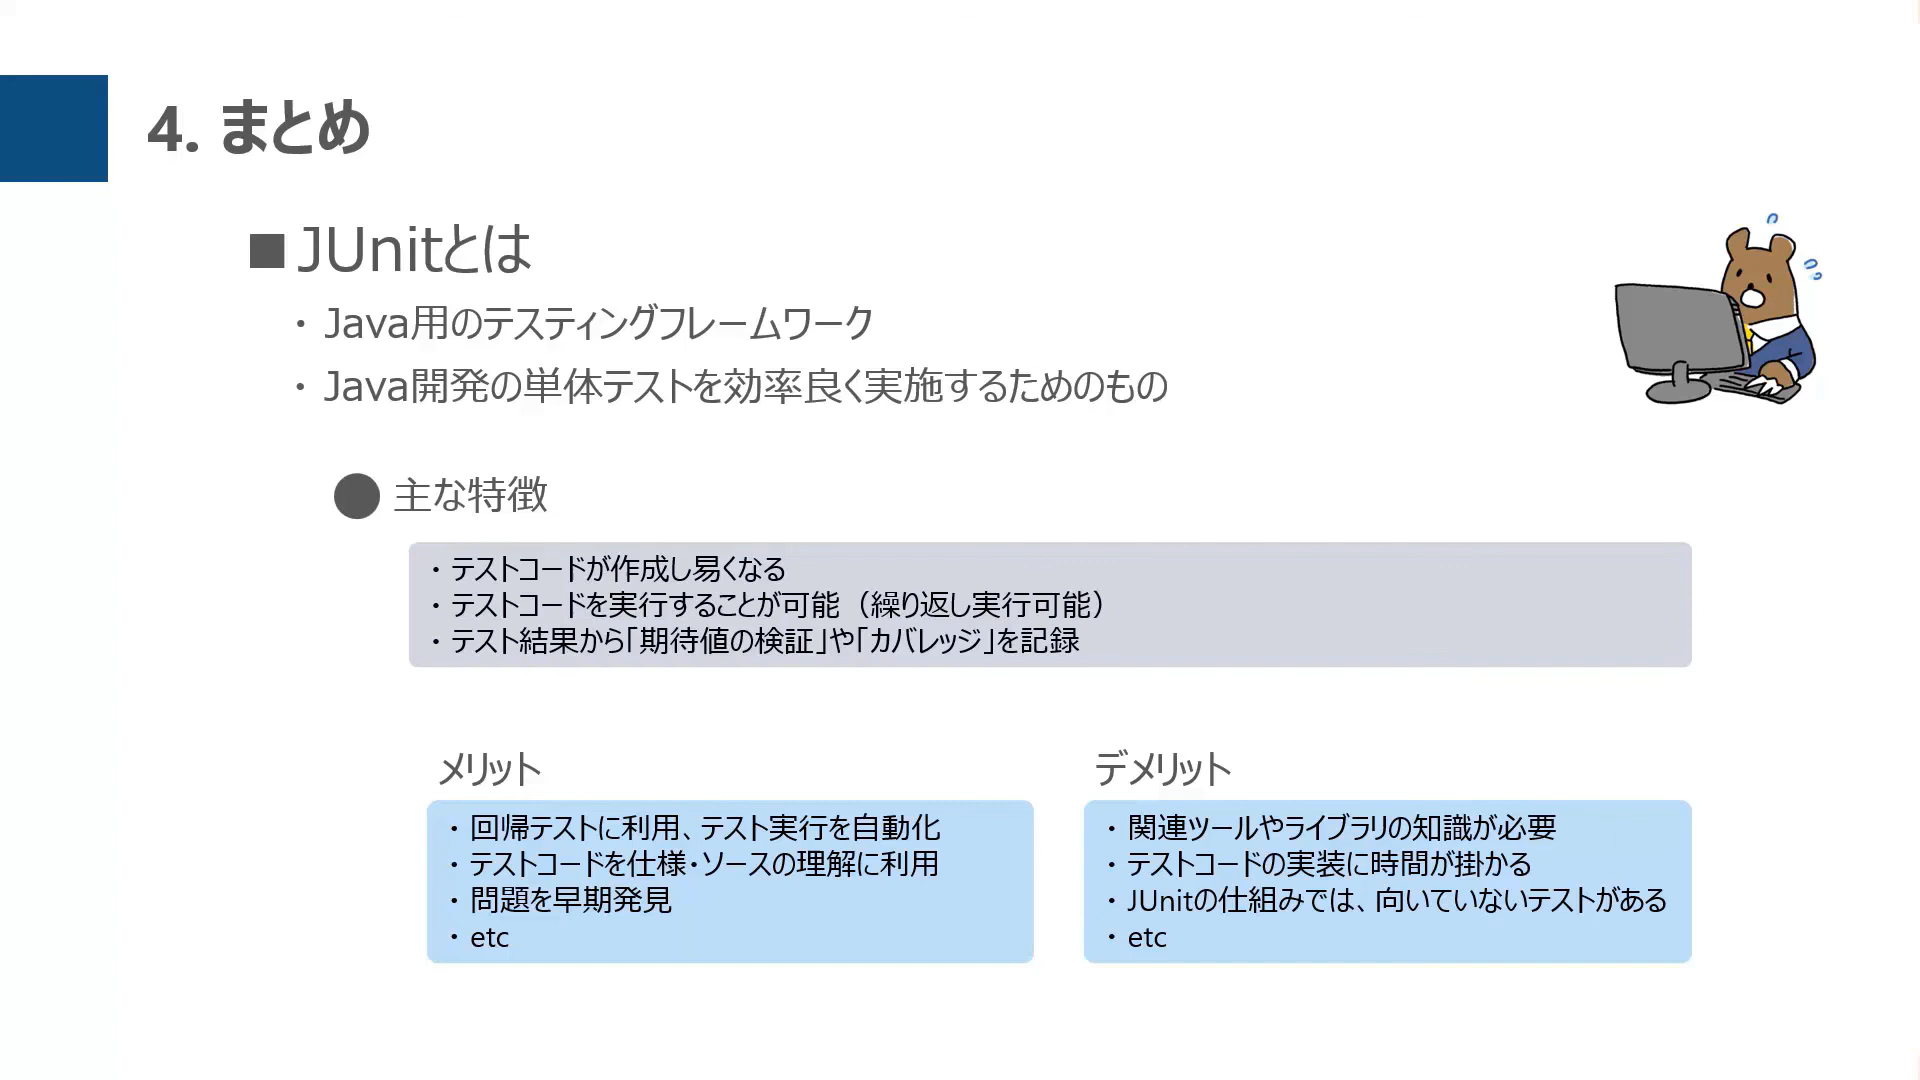 4. まとめ
■JUnitとは
・ Java用のテスティングフレームワーク
・ Java開発の単体テストを効率良く実施するためのもの
● 主な特徴
・ テストコードが作成し易くなる
・ テストコードを実行することが可能（繰り返し実行可能）
・ テスト結果から「期待値の検証」や「カバレッジ」を記録
メリット
・ 回帰テストに利用、テスト実行を自動化
・ テストコードを仕様・ソースの理解に利用
・ 問題を早期発見
・ etc
デメリット
・ 関連ツールやライブラリの知識が必要
・ テストコードの実装に時間が掛かる
・ JUnitの仕組みでは、向いていないテストがある
・ etc